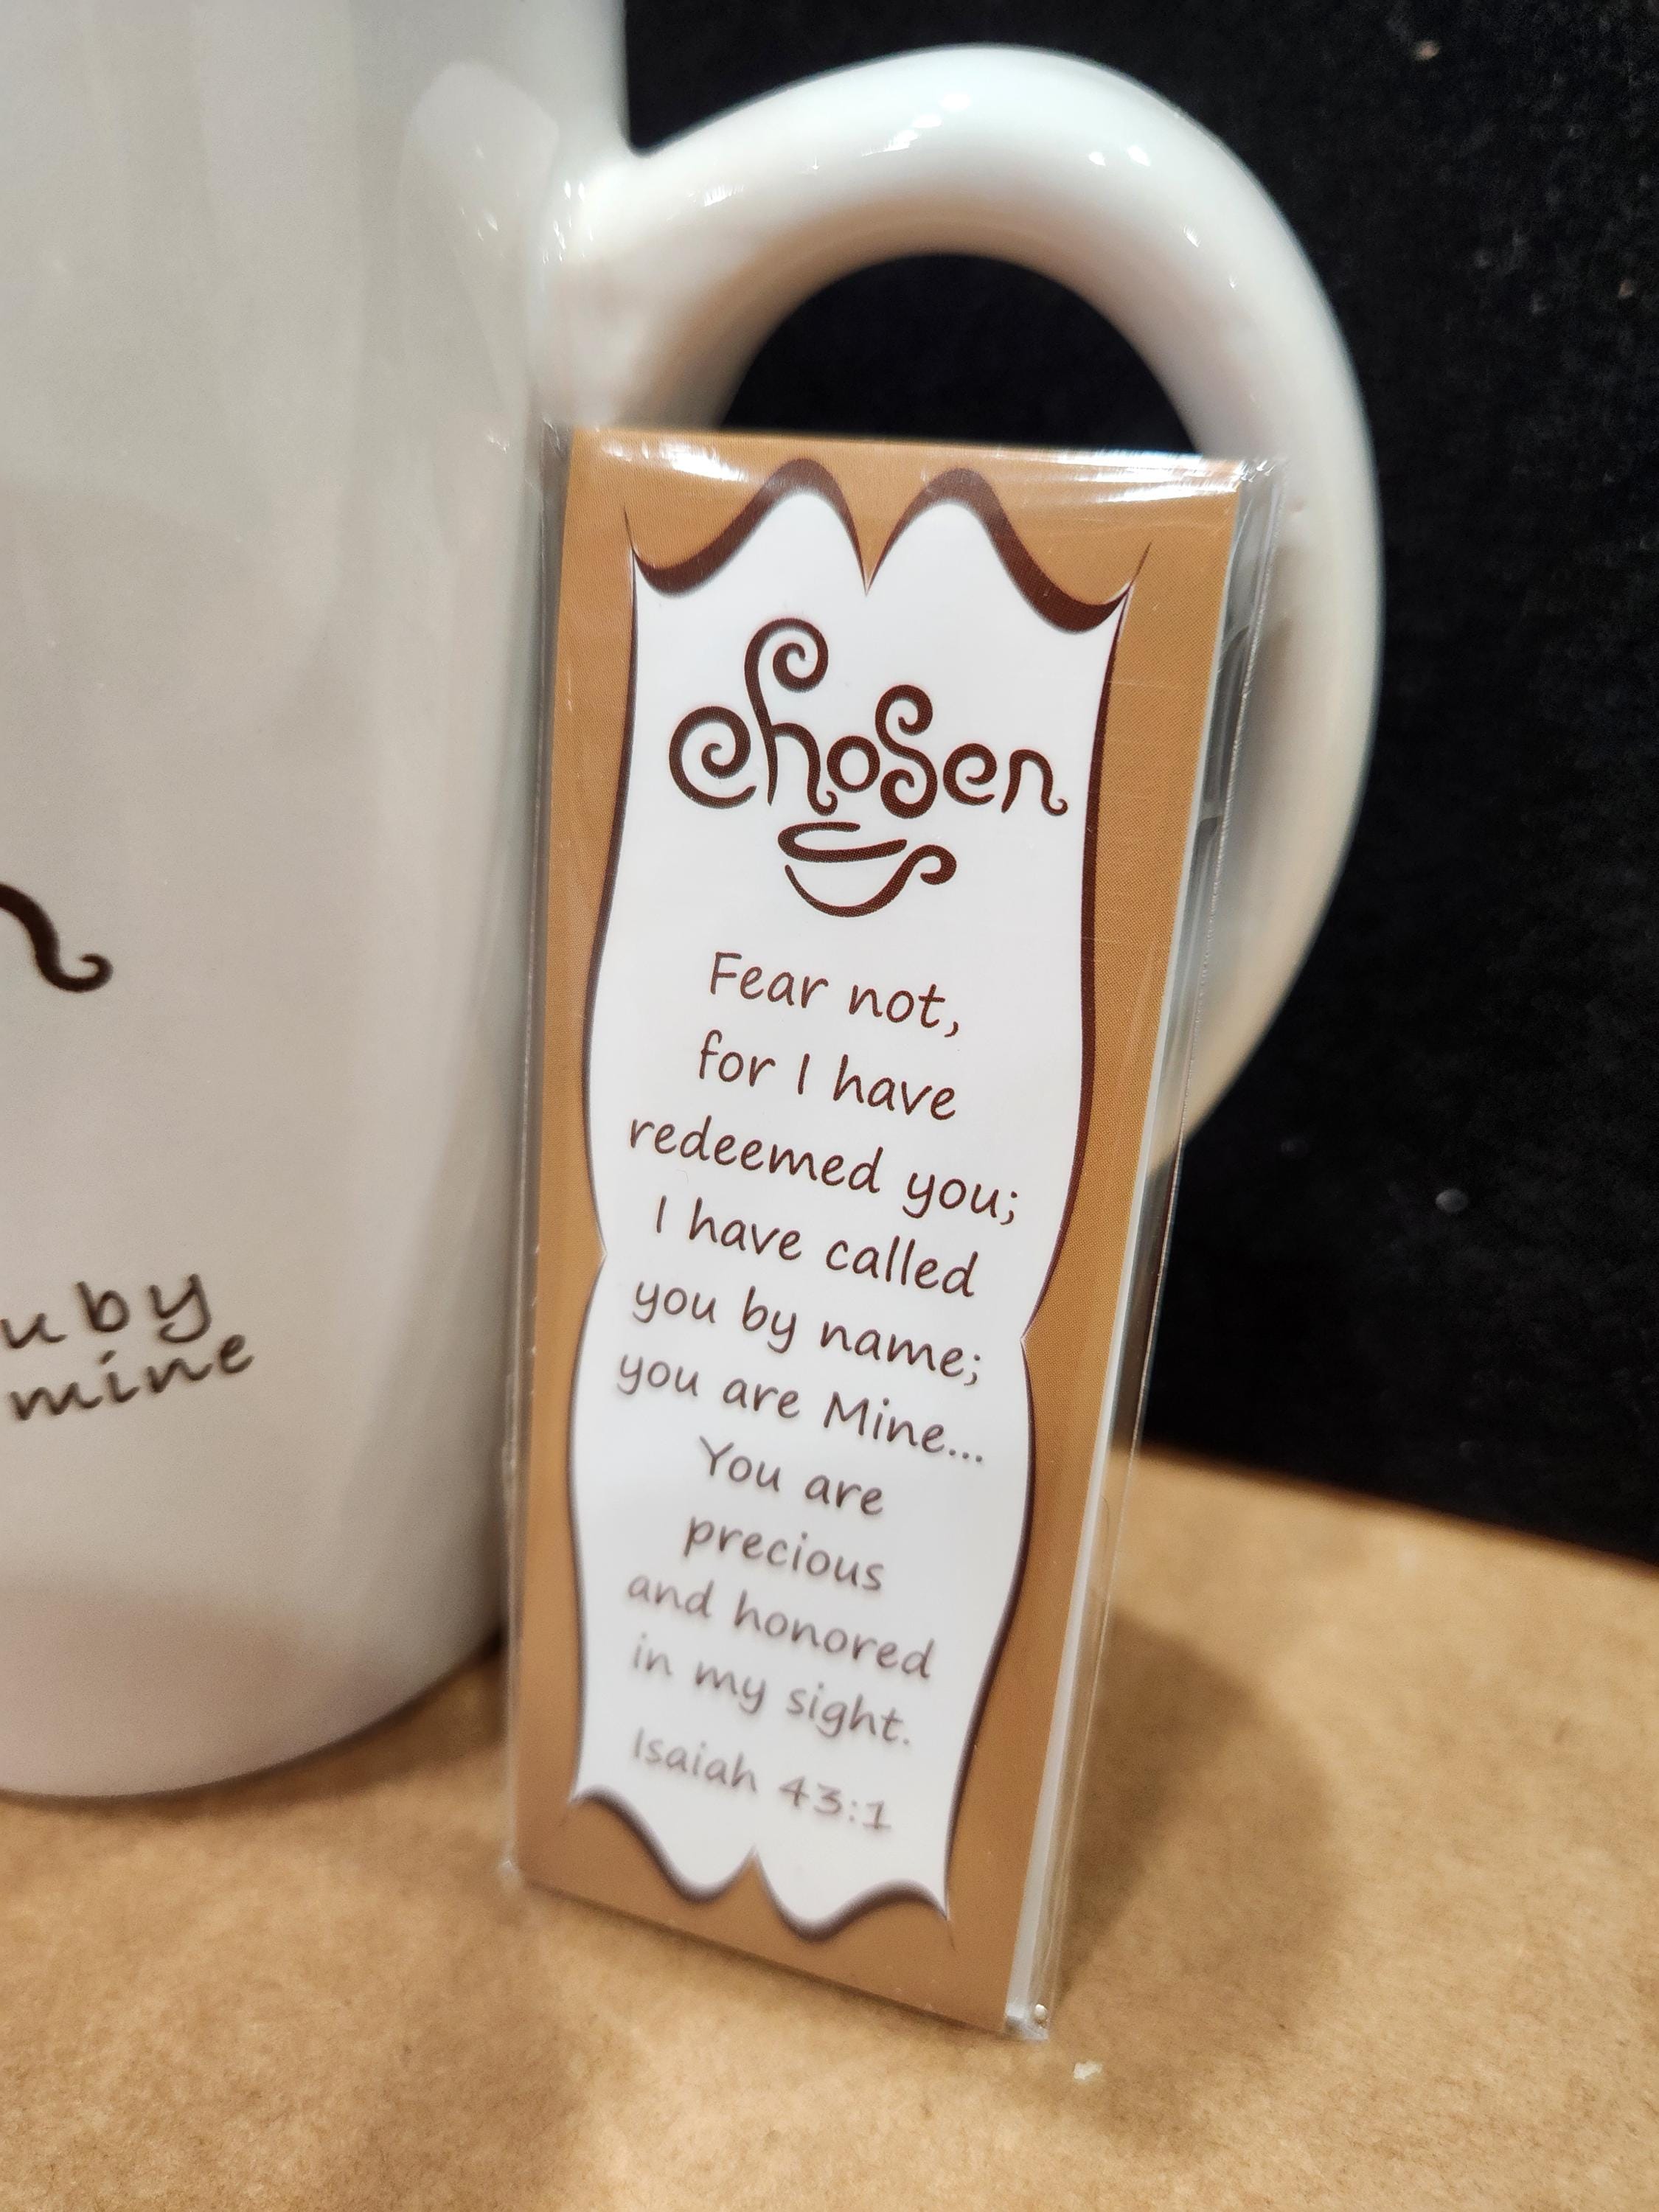 chosen
Fear not,
for I have
redeemed you;
I have called
you by name;
you are Mine...
You are
precious
and honored
in my sight.
Isaiah 43:1
by
mine